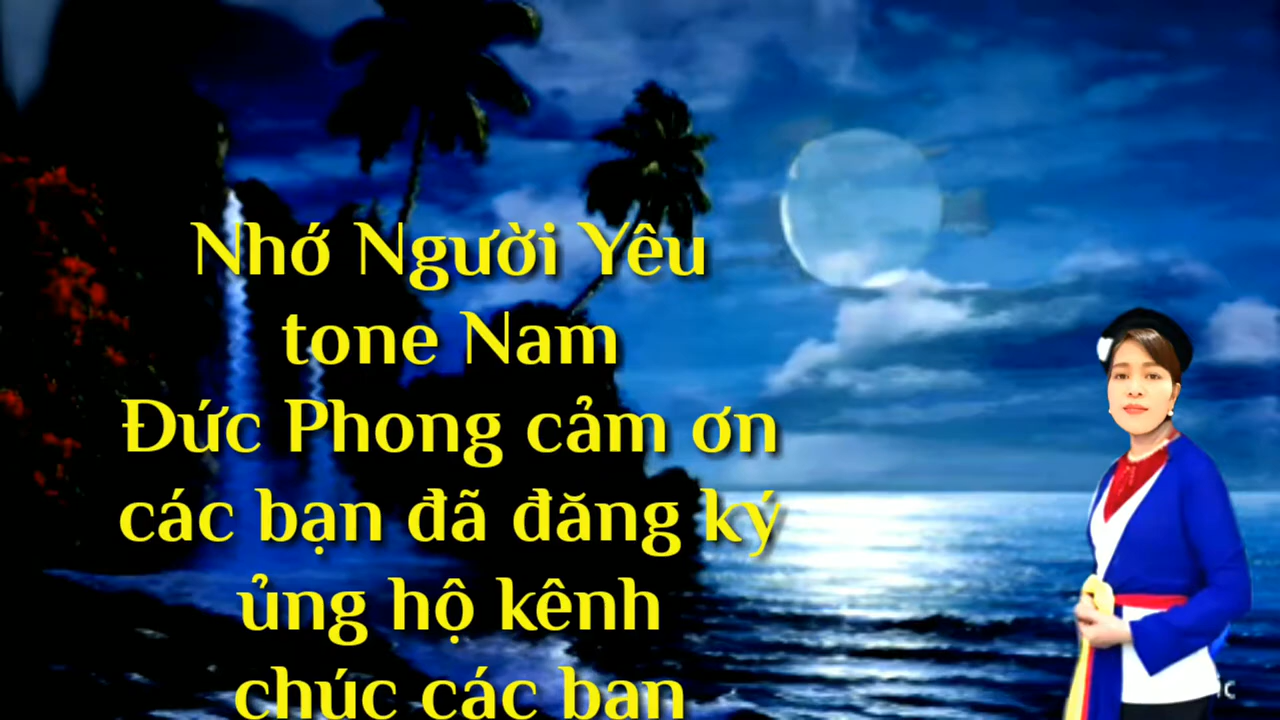 Nhớ Người Yêu
tone Nam
Đức Phong cảm ơn
các bạn đã đăng ký
ủng hộ kênh
chúc các bạn